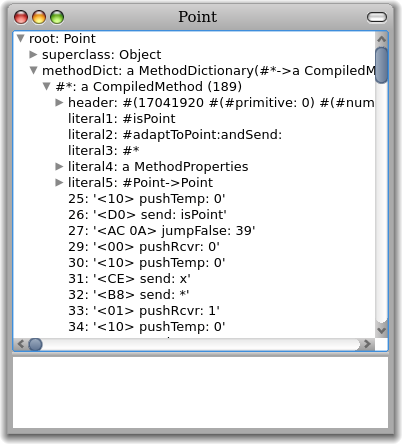 Point
root: Point
superclass: Object
methodDict: a MethodDictionary(#*->a CompiledM
#*: a CompiledMethod (189)
header: #(17041920 #(#primitive: 0) #(#num
literal1: #isPoint
literal2: #adaptToPoint:andSend:
literal3: #*
literal4: a MethodProperties
literal5: #Point->Point
25: '<10> pushTemp: 0'
26: '<D0> send: isPoint'
27: '<AC 0A> jumpFalse: 39'
29: '<00> pushRcvr: 0'
30: '<10> pushTemp: 0'
31: '<CE> send: x'
32: '<B8> send: *'
33: '<01> pushRcvr: 1'
34: '<10> pushTemp: 0'